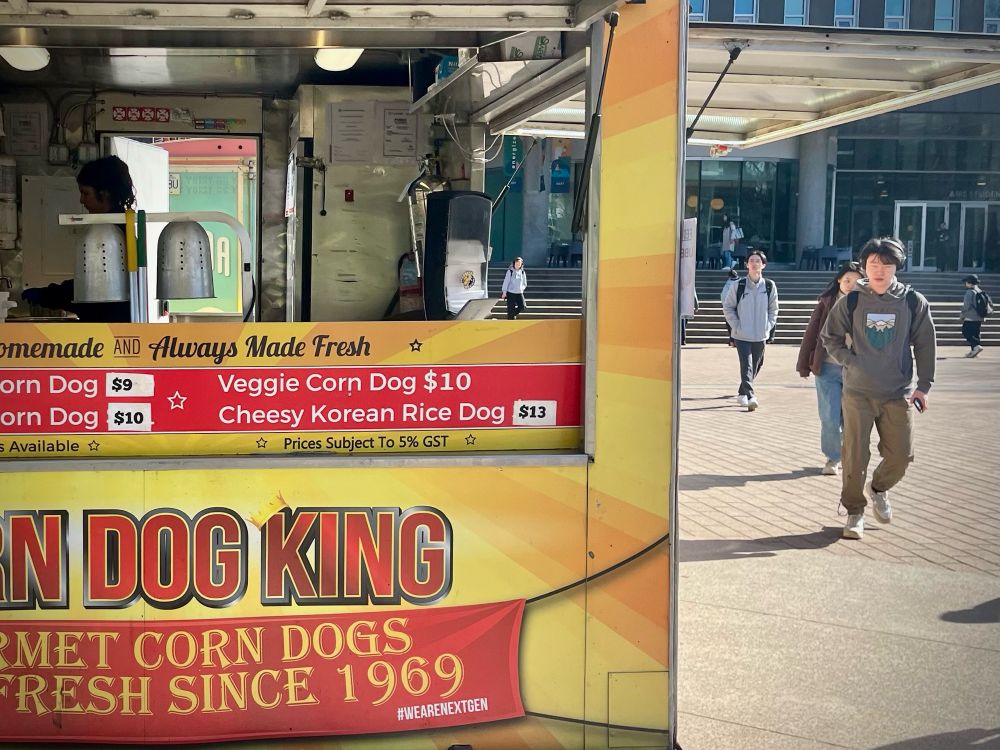 omemade AND Always Made Fresh
orn Dog $9 Veggie Corn Dog $10
orn Dog $10 Cheesy Korean Rice Dog $13
s Available Prices Subject To 5% GST
RN DOG KING
RMET CORN DOGS
FRESH SINCE 1969
#WEARENEXTGEN